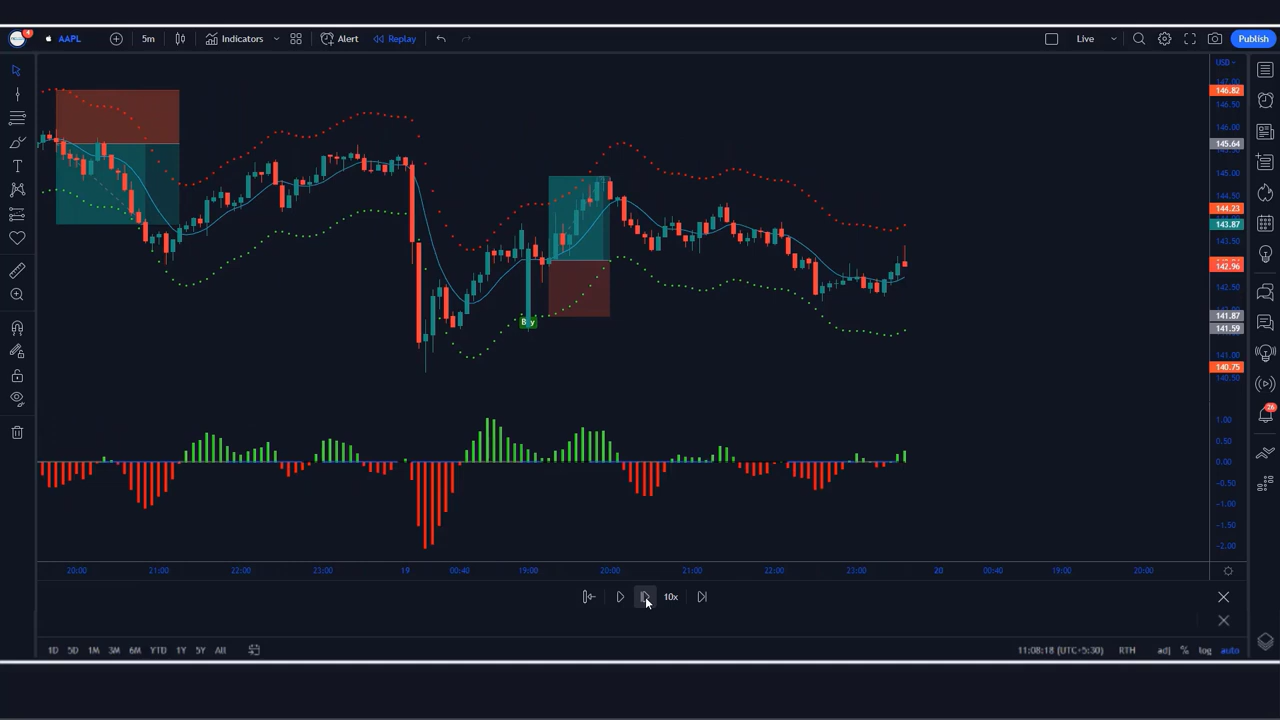 4
AAPL
5m
Indicators
Alert
Replay
Live
Publish
USD
147.00
146.82
146.50
146.00
145.64
145.00
144.50
144.23
143.87
143.50
142.96
142.50
141.87
141.59
141.00
140.75
140.50
B y
1.00
0.50
0.00
−0.50
−1.00
−1.50
−2.00
26
20:00 21:00 22:00 23:00 19 00:40 19:00 20:00 21:00 22:00 23:00 20 00:40 19:00 20:00
10x
1D 5D 1M 3M 6M YTD 1Y 5Y All
11:08:18 (UTC+5:30) RTH adj % log auto